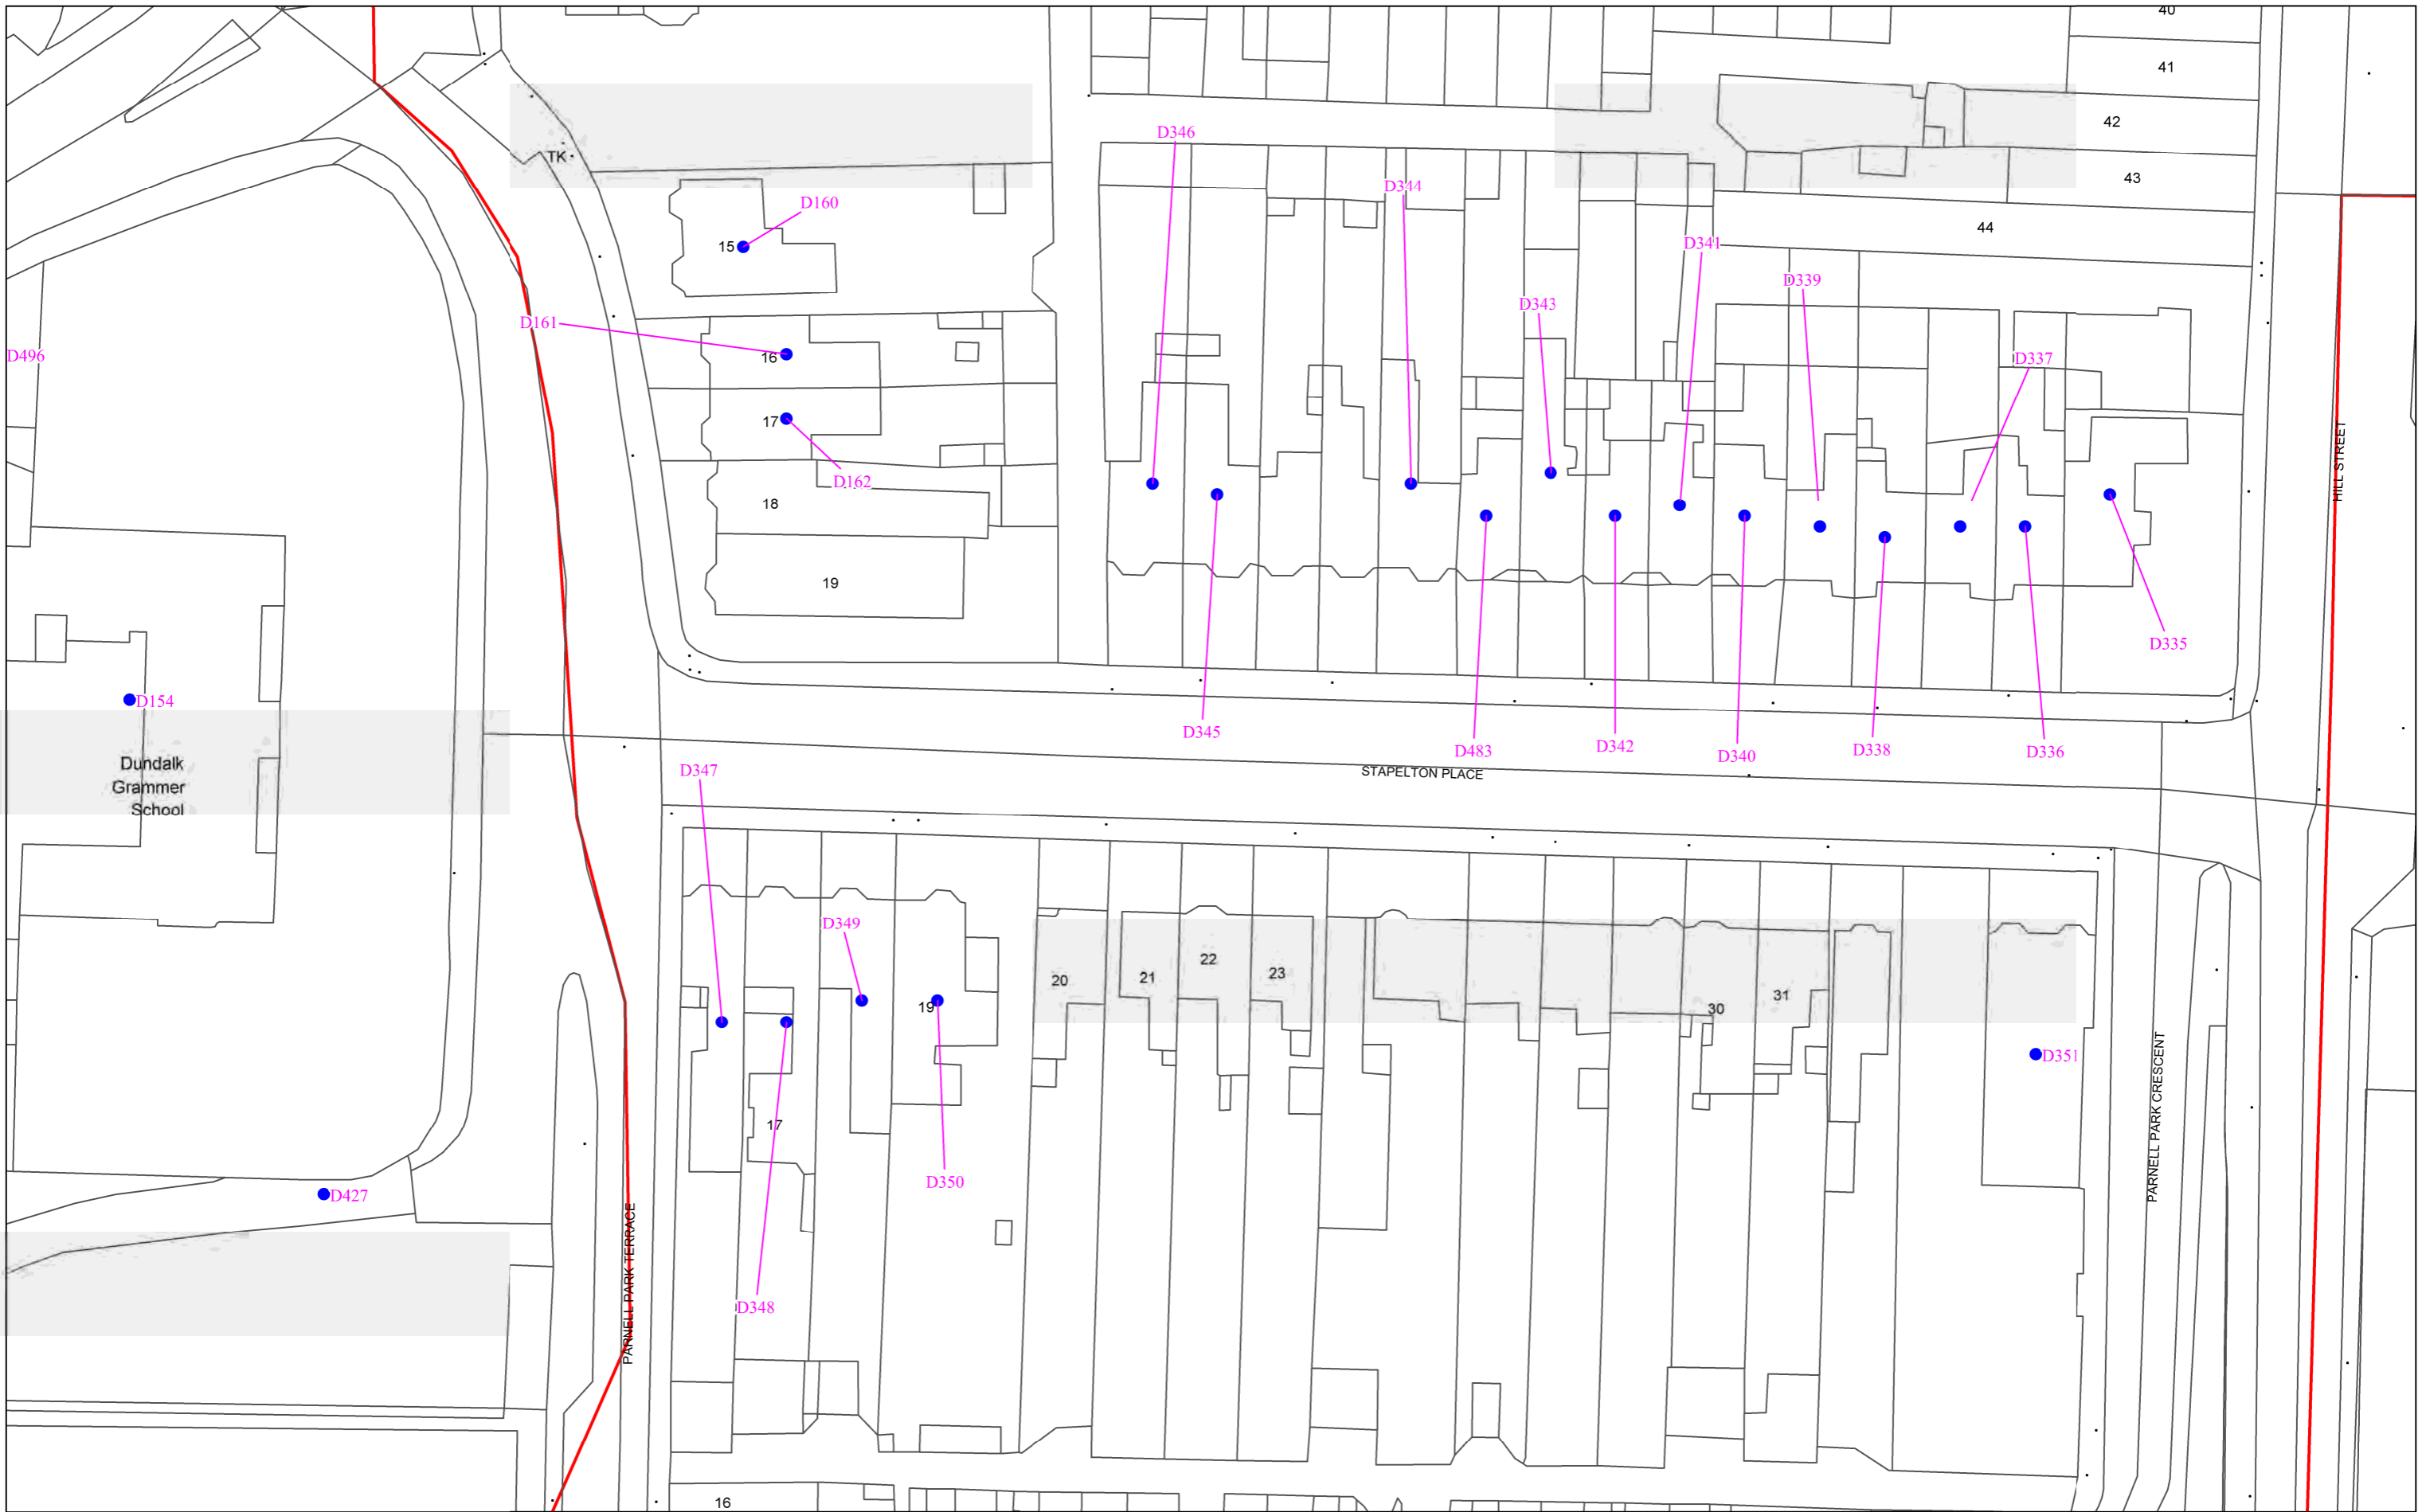 40
41
42
43
44
TK
D346
D344
D160
15
D341
D339
D343
D161
16
D496
D337
17
D162
18
19
HILL STREET
D335
D154
D345
D483
D342
D340
D338
D336
STAPELTON PLACE
Dundalk
Grammer
School
D347
D349
20
21
22
23
19
30
31
D351
17
D350
D427
PARNELL PARK CRESCENT
PARNELL PARK TERRACE
D348
16